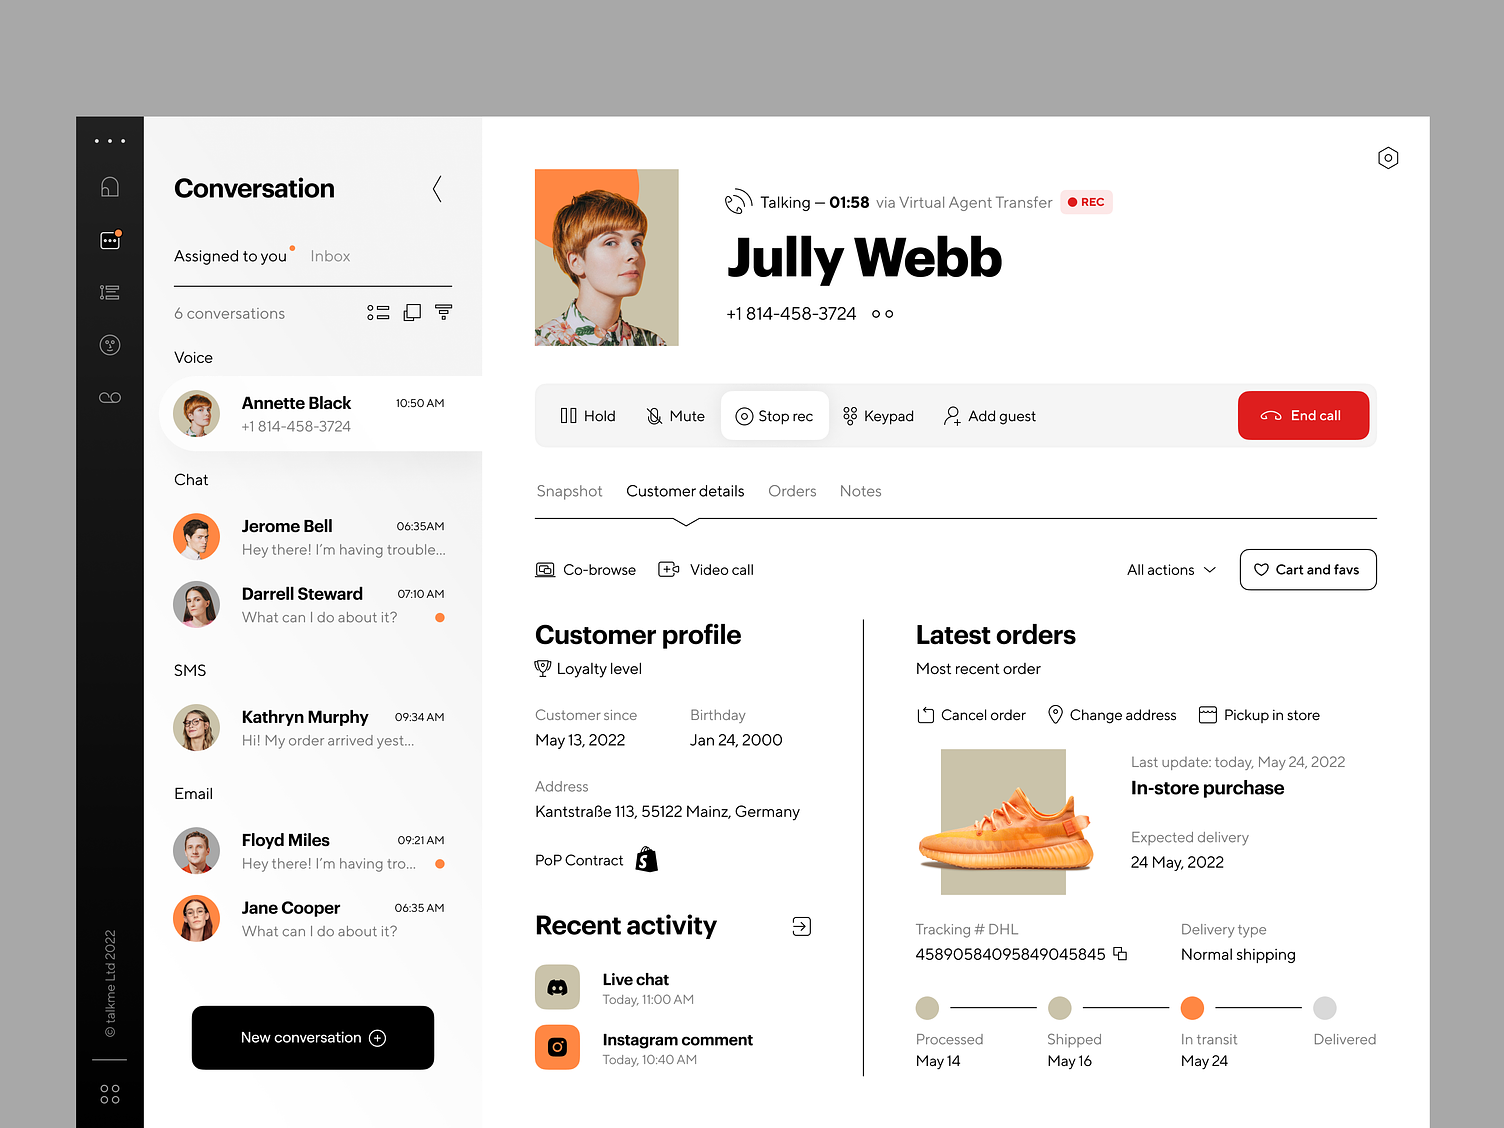 Conversation
Assigned to you
Inbox
6 conversations
Voice
Annette Black
10:50 AM
+1 814-458-3724
Chat
Jerome Bell
06:35AM
Hey there! I’m having trouble...
Darrell Steward
07:10 AM
What can I do about it?
SMS
Kathryn Murphy
09:34 AM
Hi! My order arrived yest...
Email
Floyd Miles
09:21 AM
Hey there! I’m having tro...
Jane Cooper
06:35 AM
What can I do about it?
New conversation
© talkme Ltd 2022
Talking – 01:58 via Virtual Agent Transfer
REC
Jully Webb
+1 814-458-3724
Hold
Mute
Stop rec
Keypad
Add guest
End call
Snapshot
Customer details
Orders
Notes
Co-browse
Video call
All actions
Cart and favs
Customer profile
Loyalty level
Customer since
Birthday
May 13, 2022
Jan 24, 2000
Address
Kantstraße 113, 55122 Mainz, Germany
PoP Contract
S
Recent activity
Live chat
Today, 11:00 AM
Instagram comment
Today, 10:40 AM
Latest orders
Most recent order
Cancel order
Change address
Pickup in store
Last update: today, May 24, 2022
In-store purchase
Expected delivery
24 May, 2022
Tracking # DHL
Delivery type
45890584095849045845
Normal shipping
Processed
Shipped
In transit
Delivered
May 14
May 16
May 24